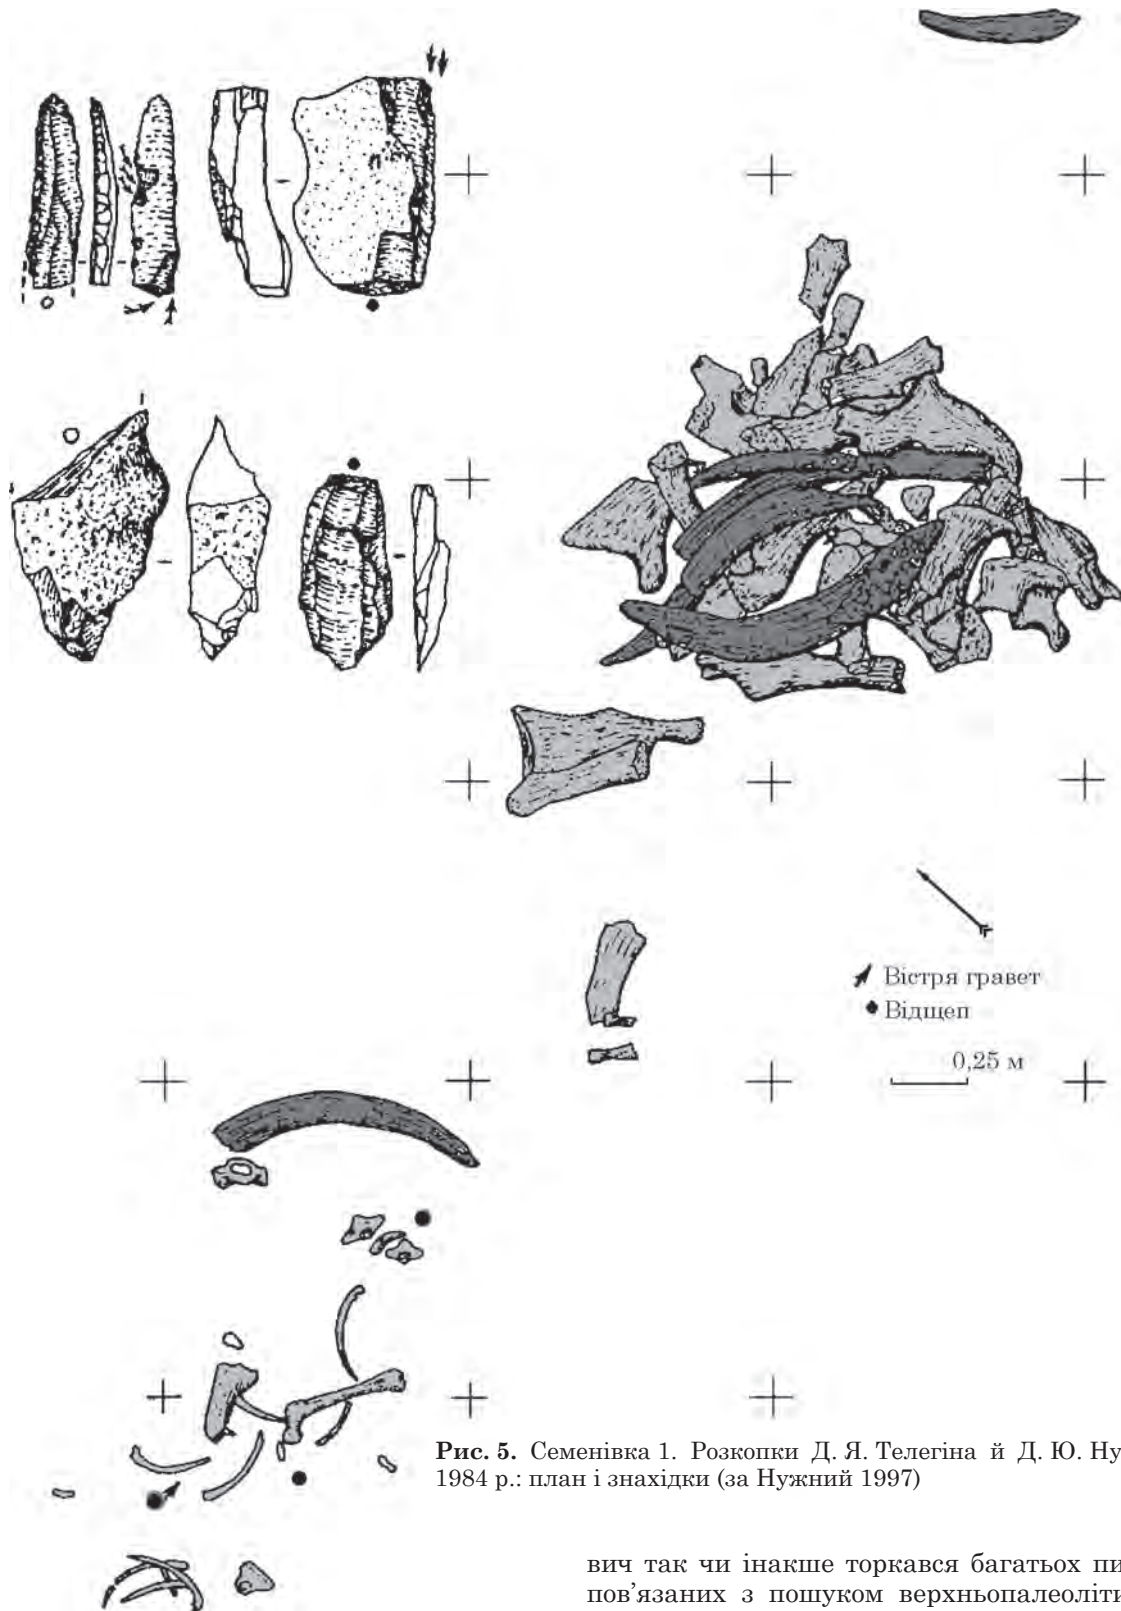 Вістря гравет
Відщеп
0,25 м
Рис. 5. Семенівка 1. Розкопки Д. Я. Телегіна й Д. Ю. Ну
1984 р.: план і знахідки (за Нужний 1997)
вич так чи інакше торкався багатьох пи
пов'язаних з пошуком верхньопалеоліти